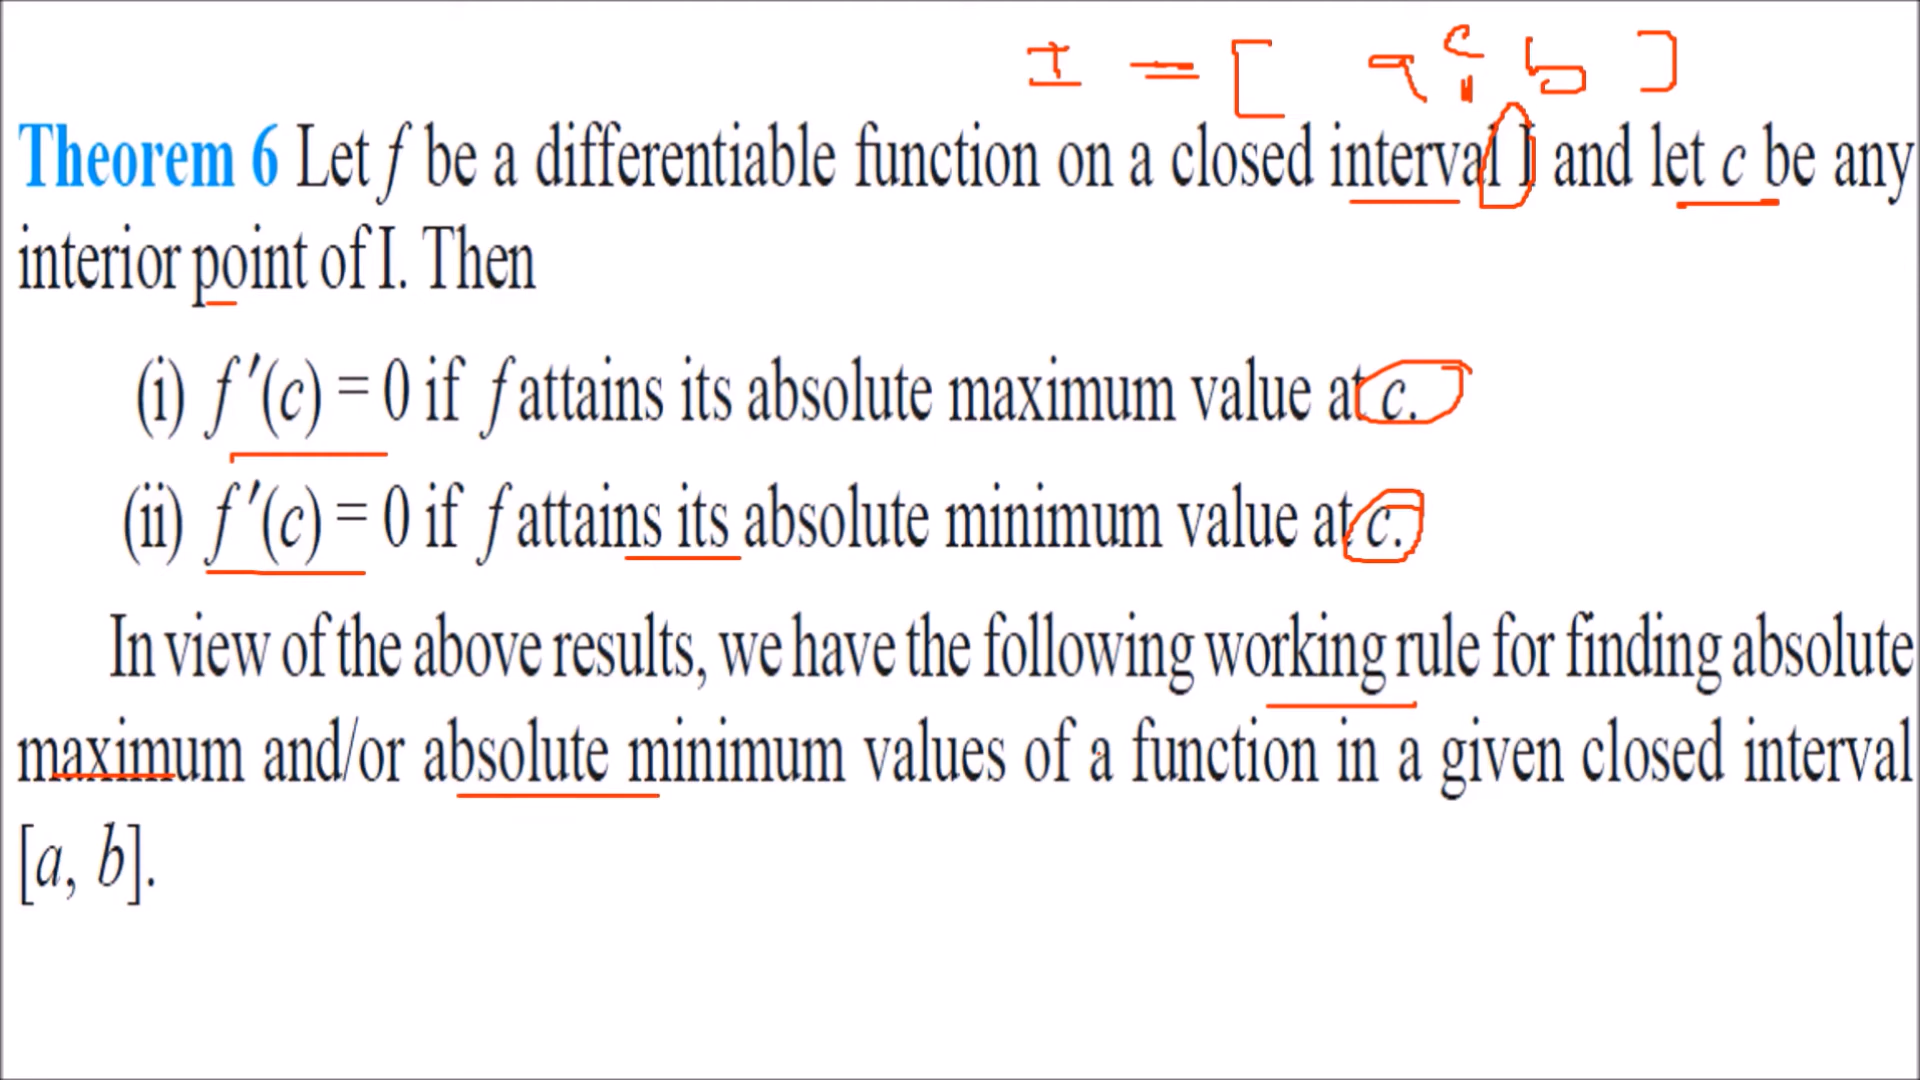 I = [ a c b ]
Theorem 6 Let f be a differentiable function on a closed interval I and let c be any
interior point of I. Then
(i) f ′(c) = 0 if f attains its absolute maximum value at c.
(ii) f ′(c) = 0 if f attains its absolute minimum value at c.
In view of the above results, we have the following working rule for finding absolute
maximum and/or absolute minimum values of a function in a given closed interval
[a, b].